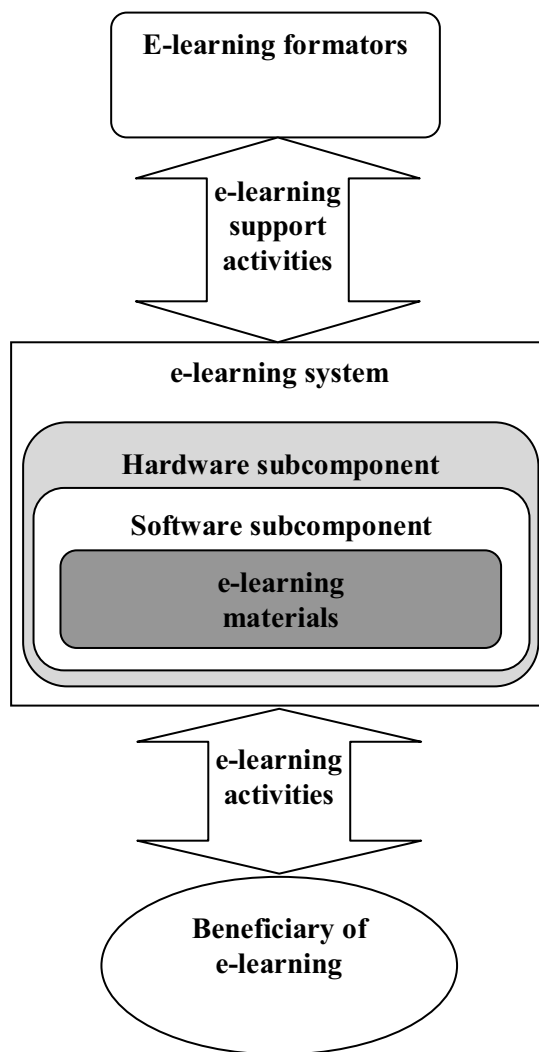 E-learning formators
e-learning
support
activities
e-learning system
Hardware subcomponent
Software subcomponent
e-learning
materials
e-learning
activities
Beneficiary of
e-learning